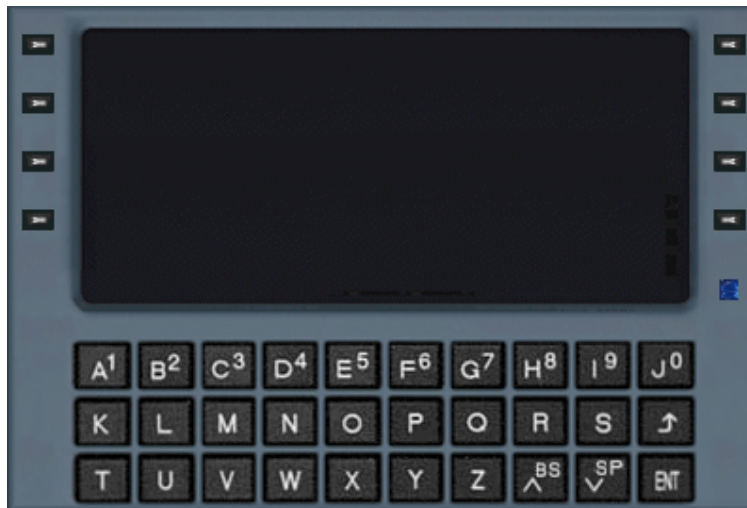 A1 B2 C3 D4 E5 F6 G7 H8 I9 J0
K L M N O P Q R S
T U V W X Y Z BS SP ENT